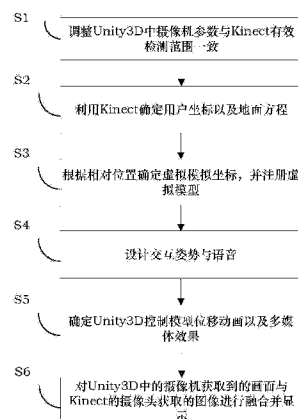 S1
调整Unity3D中摄像机参数与Kinect有效
检测范围一致
S2
利用Kinect确定用户坐标以及地面方程
S3
根据相对位置确定虚拟模拟坐标，并注册虚
拟模型
S4
设计交互姿势与语音
S5
确定Unity3D控制模型位移动画以及多媒
体效果
S6
对Unity3D中的摄像机获取到的画面与
Kinect的摄像头获取的图像进行融合并显
示